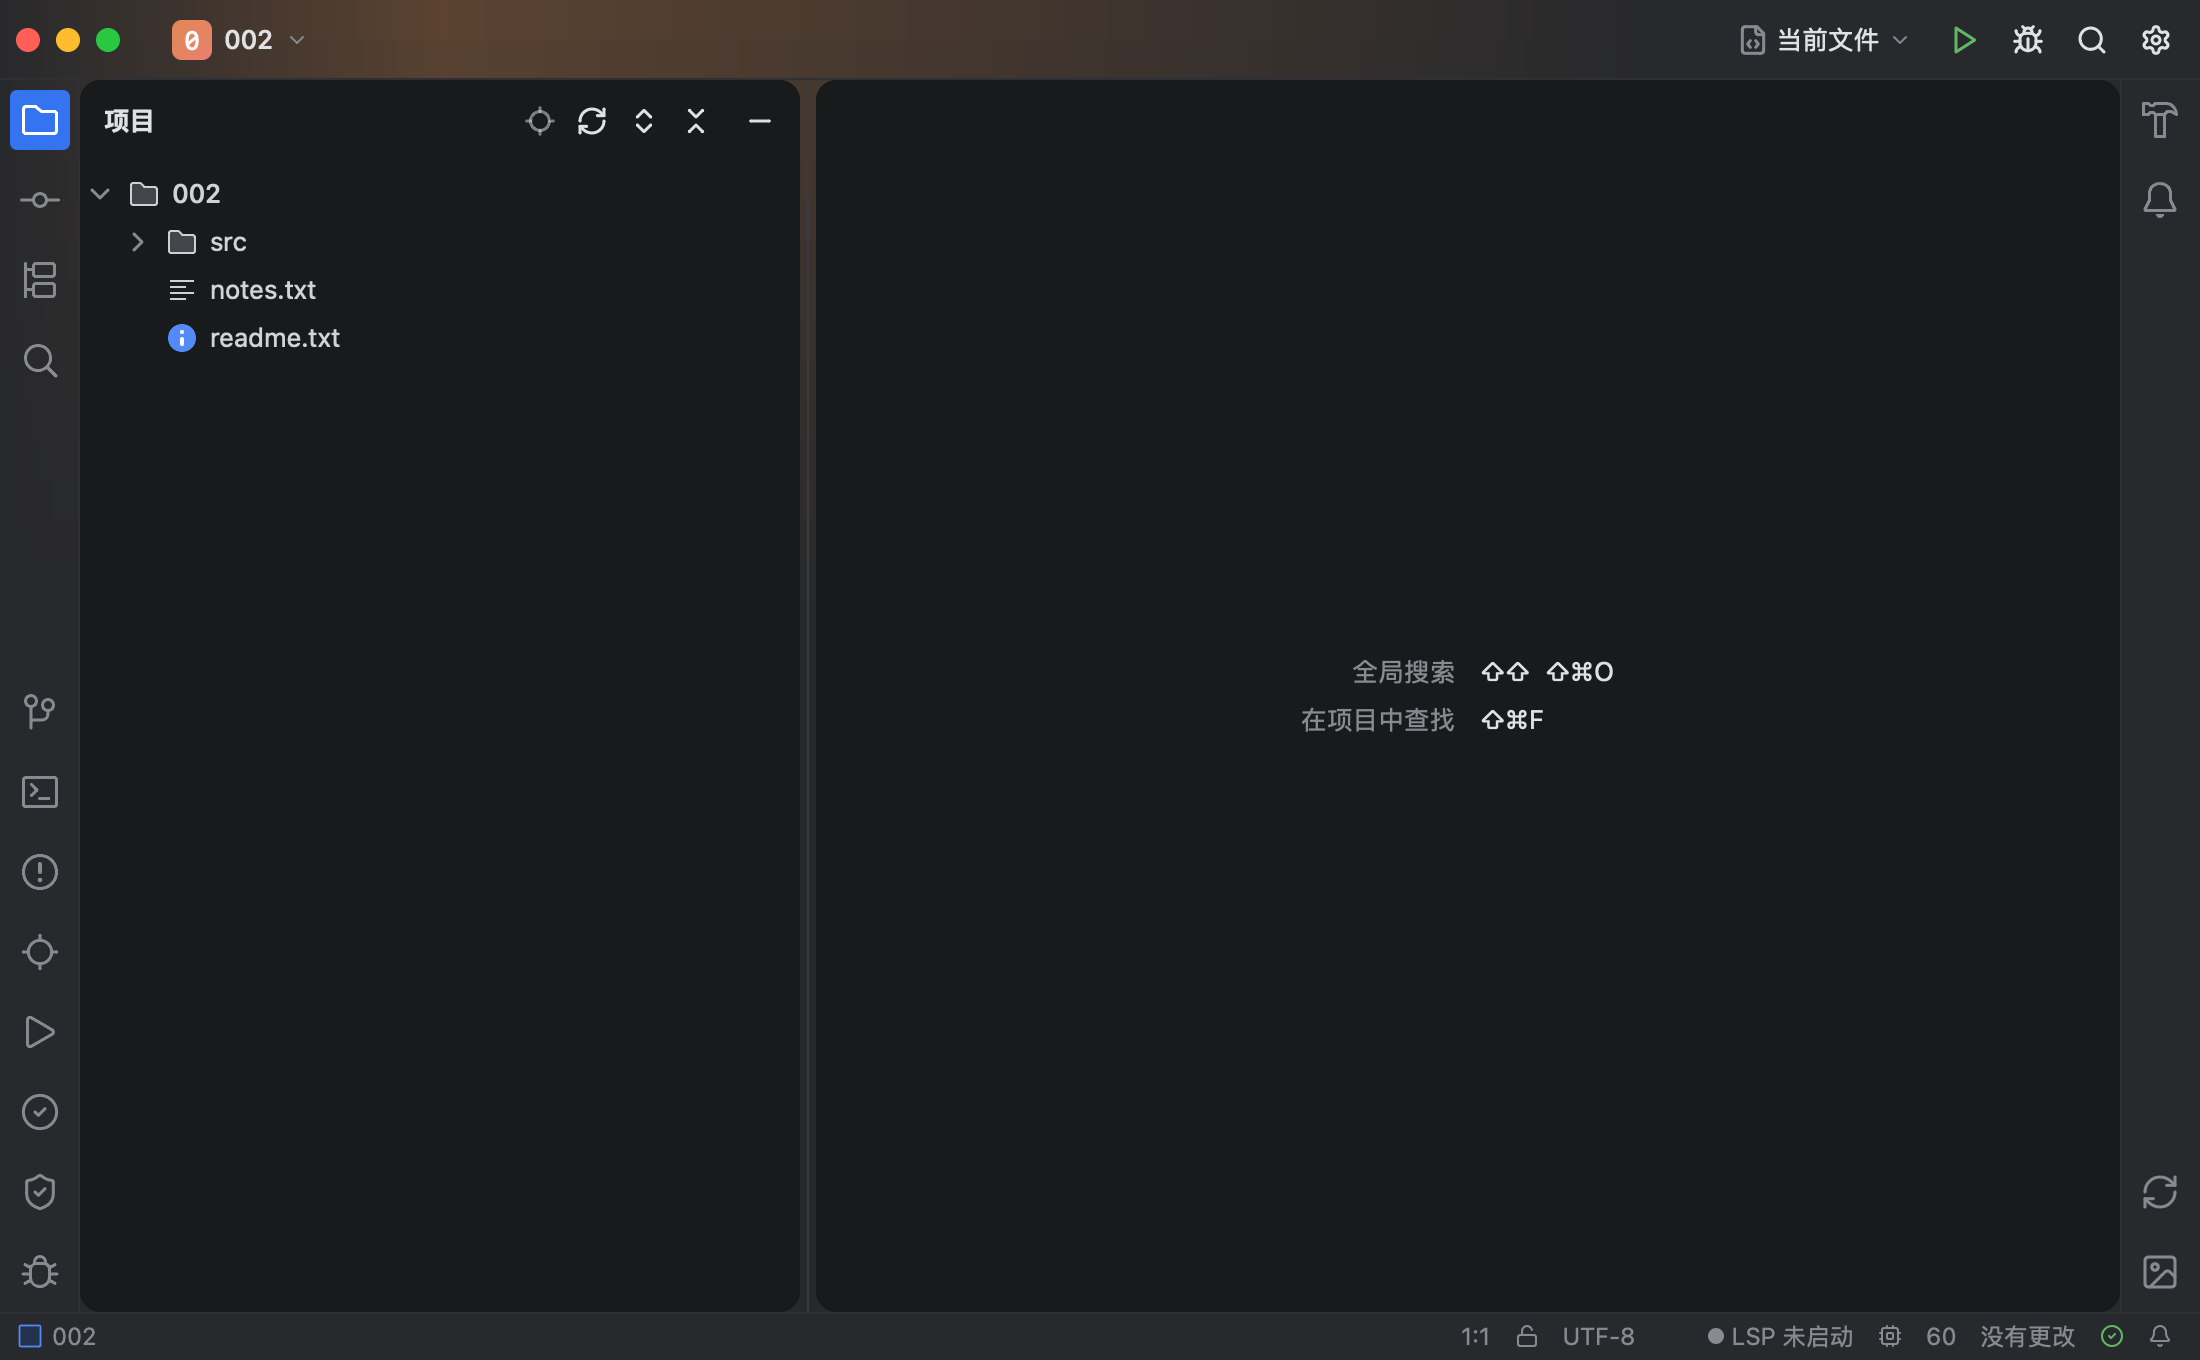 0 002
当前文件
项目
002
src
notes.txt
readme.txt
全局搜索 ⇧⇧ ⇧⌘O
在项目中查找 ⇧⌘F
002
1:1 UTF-8 LSP 未启动 60 没有更改